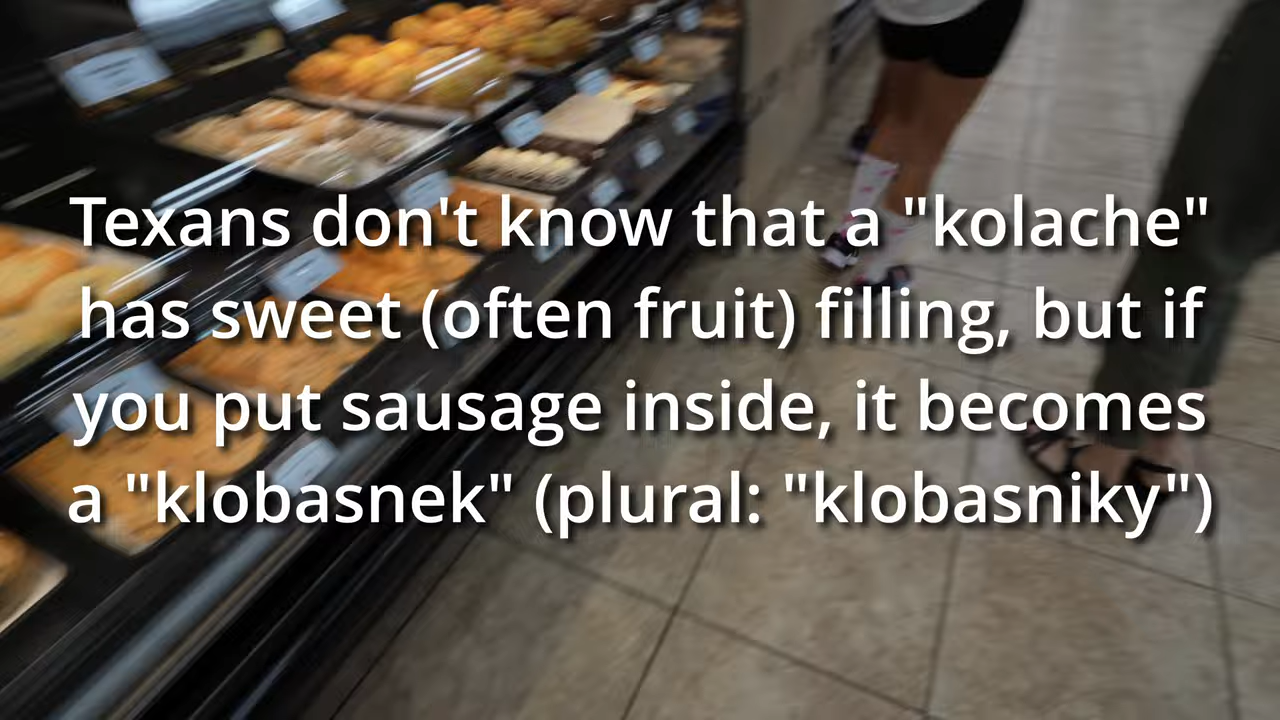 Texans don't know that a "kolache"
has sweet (often fruit) filling, but if
you put sausage inside, it becomes
a "klobasnek" (plural: "klobasniky")